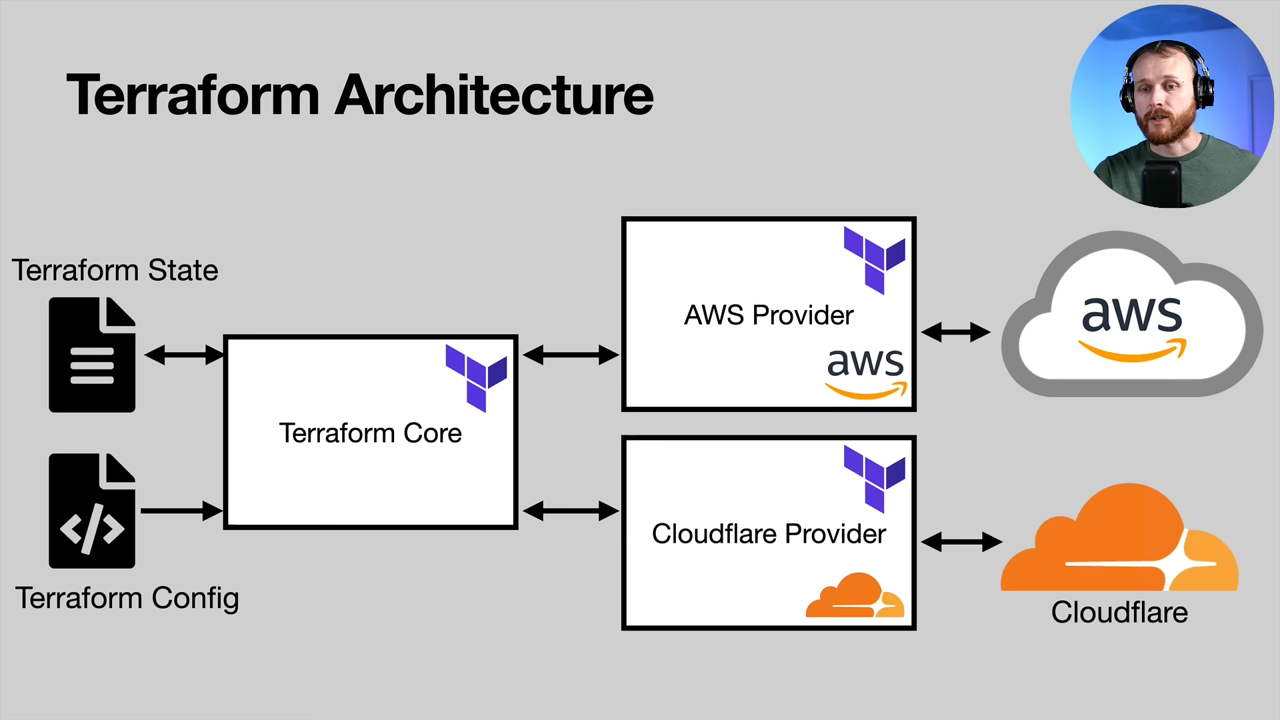 Terraform Architecture
Terraform State
Terraform Config
Terraform Core
AWS Provider
aws
Cloudflare Provider
aws
Cloudflare